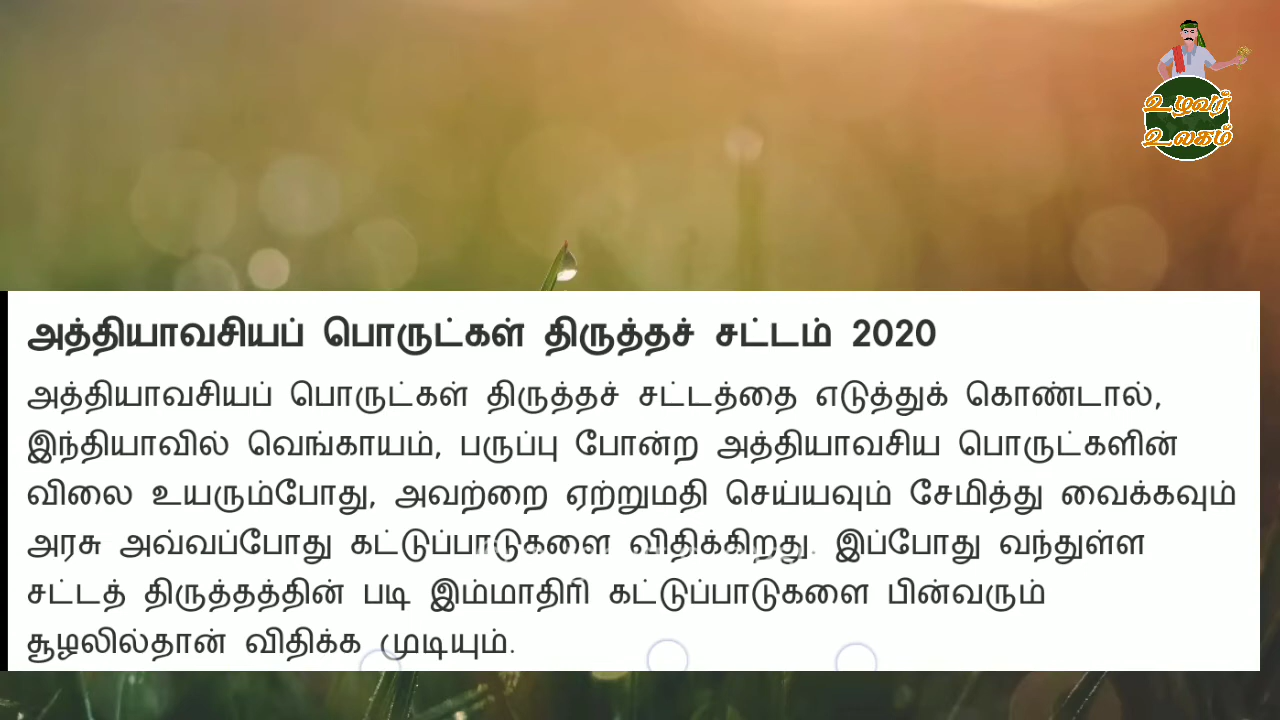 உழவர்
உலகம்
அத்தியாவசியப் பொருட்கள் திருத்தச் சட்டம் 2020
அத்தியாவசியப் பொருட்கள் திருத்தச் சட்டத்தை எடுத்துக் கொண்டால்,
இந்தியாவில் வெங்காயம், பருப்பு போன்ற அத்தியாவசிய பொருட்களின்
விலை உயரும்போது, அவற்றை ஏற்றுமதி செய்யவும் சேமித்து வைக்கவும்
அரசு அவ்வப்போது கட்டுப்பாடுகளை விதிக்கிறது. இப்போது வந்துள்ள
சட்டத் திருத்தத்தின் படி இம்மாதிரி கட்டுப்பாடுகளை பின்வரும்
சூழலில்தான் விதிக்க முடியும்.